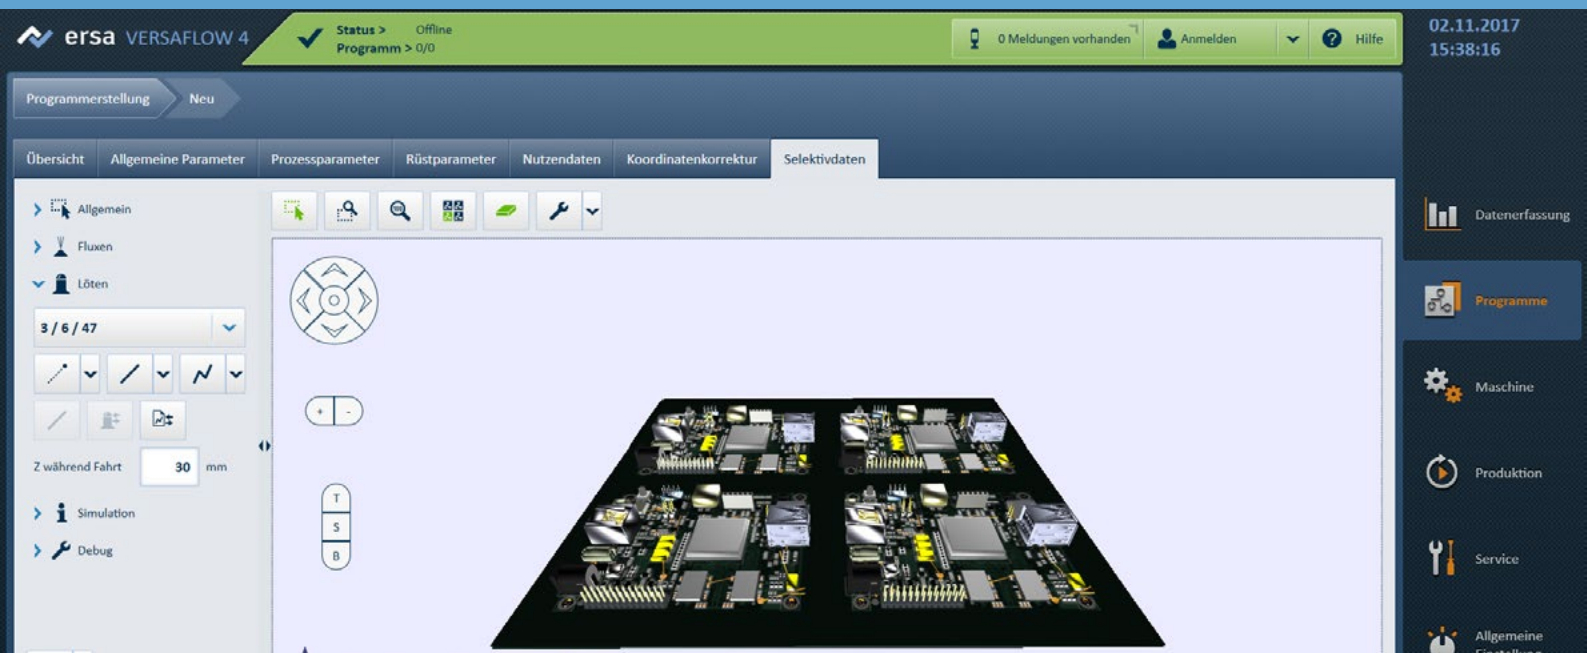 ersa VERSAFLOW 4
Status > Offline
Programm > 0/0
0 Meldungen vorhanden
Anmelden
Hilfe
02.11.2017
15:38:16
Programmerstellung
Neu
Übersicht
Allgemeine Parameter
Prozessparameter
Rüstparameter
Nutzendaten
Koordinatenkorrektur
Selektivdaten
Allgemein
Fluxen
Löten
3 / 6 / 47
Z während Fahrt 30 mm
Simulation
Debug
+ -
T
S
B
Datenerfassung
Programme
Maschine
Produktion
Service
Allgemeine